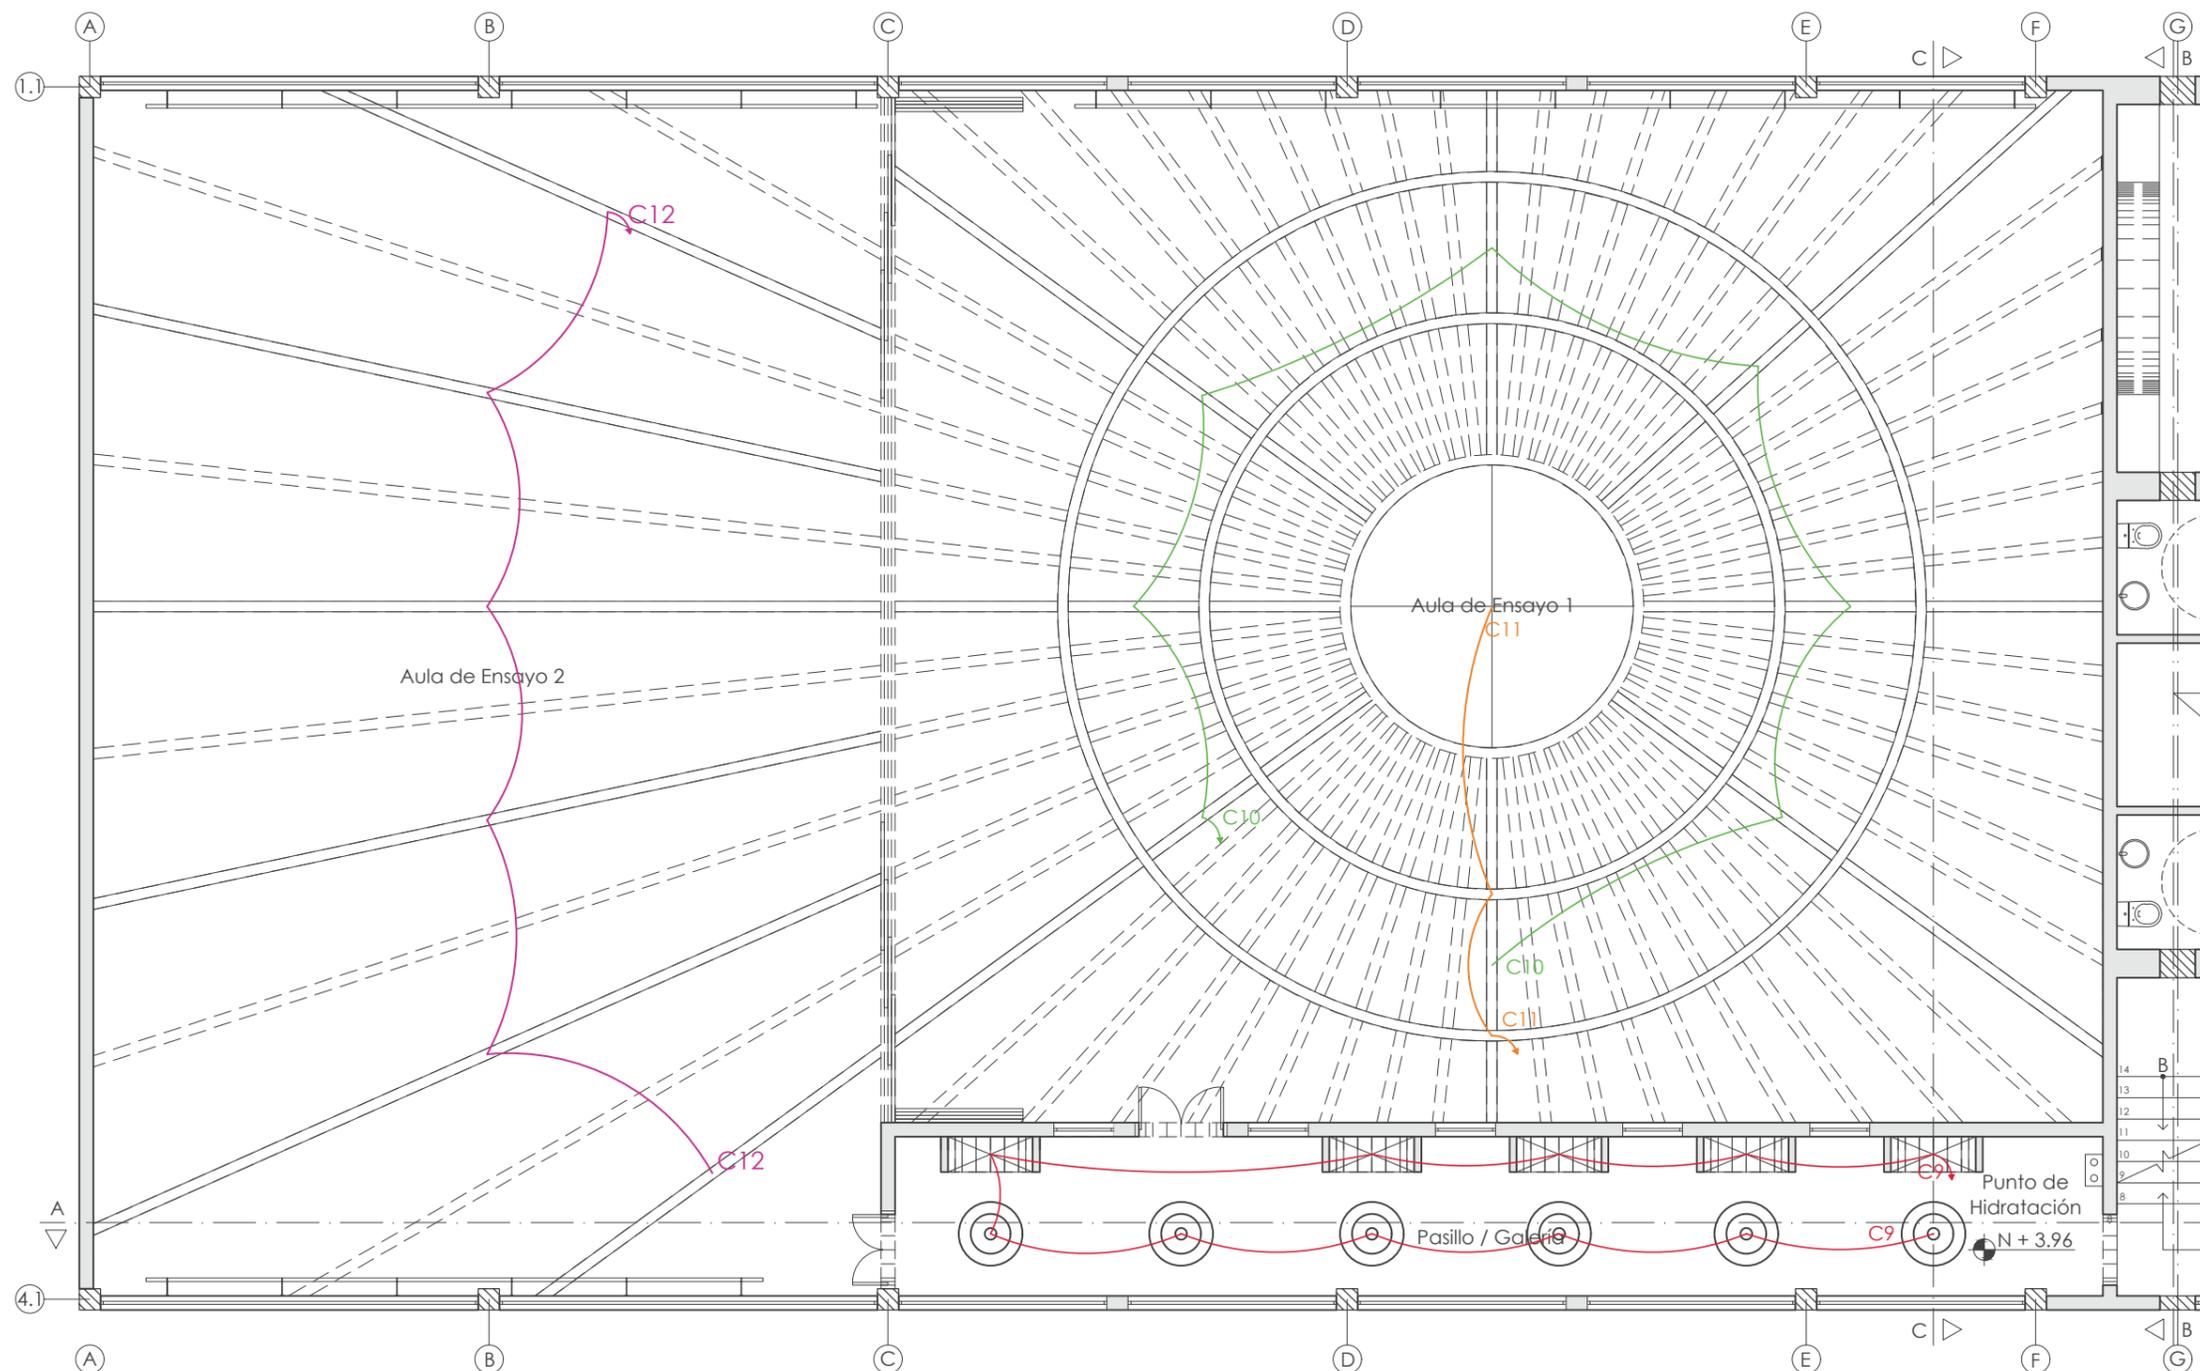 A B C D E F G
C B
1.1
C12
Aula de Ensayo 1
C11
Aula de Ensayo 2
C10
C10
C11
14
B
13
12
11
10
9
8
C12
C9
Punto de
Hidratación
A
Pasillo / Galería
C9
N + 3.96
4.1
C B
A B C D E F G